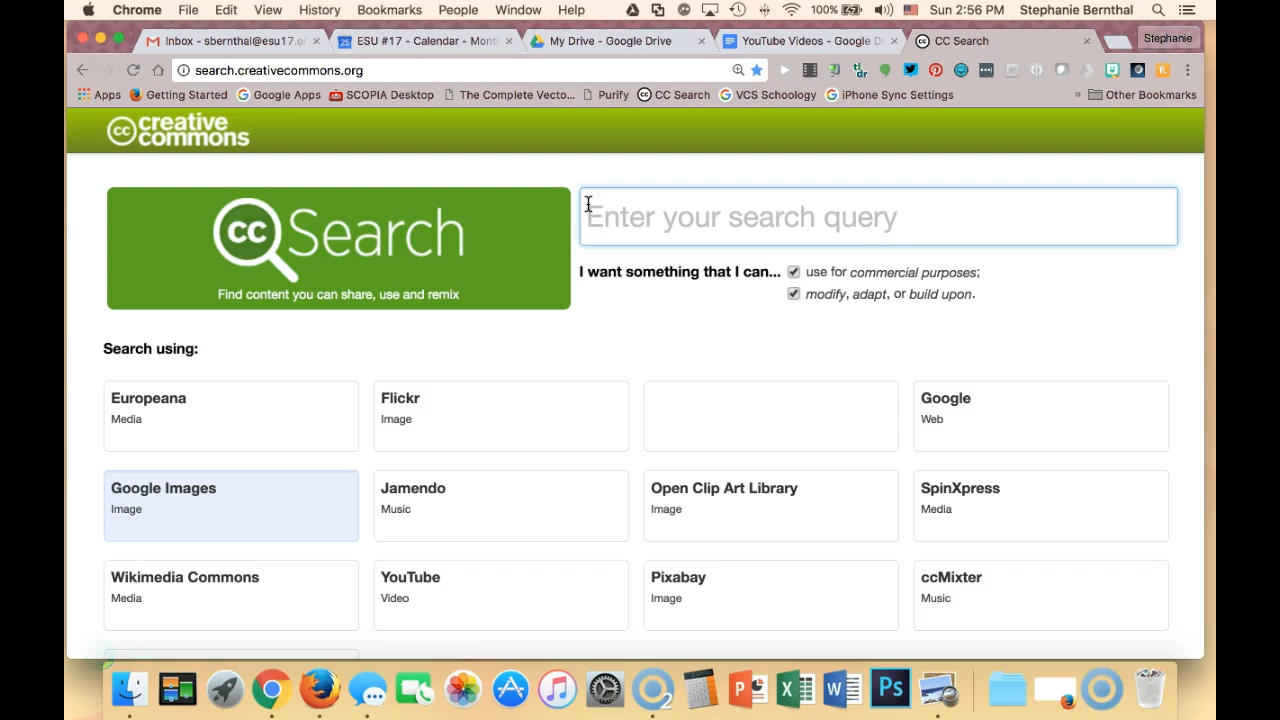 Chrome File Edit View History Bookmarks People Window Help 100% Sun 2:56 PM Stephanie Bernthal
Inbox - sbernthal@esu17.o
ESU #17 - Calendar - Mont
My Drive - Google Drive
YouTube Videos - Google D
CC Search
Stephanie
search.creativecommons.org
Apps Getting Started Google Apps SCOPIA Desktop The Complete Vecto... Purify CC Search VCS Schoology iPhone Sync Settings » Other Bookmarks
cc creative commons
cc Search
Find content you can share, use and remix
Enter your search query
I want something that I can... use for commercial purposes;
modify, adapt, or build upon.
Search using:
Europeana
Media
Flickr
Image
Google
Web
Google Images
Image
Jamendo
Music
Open Clip Art Library
Image
SpinXpress
Media
Wikimedia Commons
Media
YouTube
Video
Pixabay
Image
ccMixter
Music
2
Ps